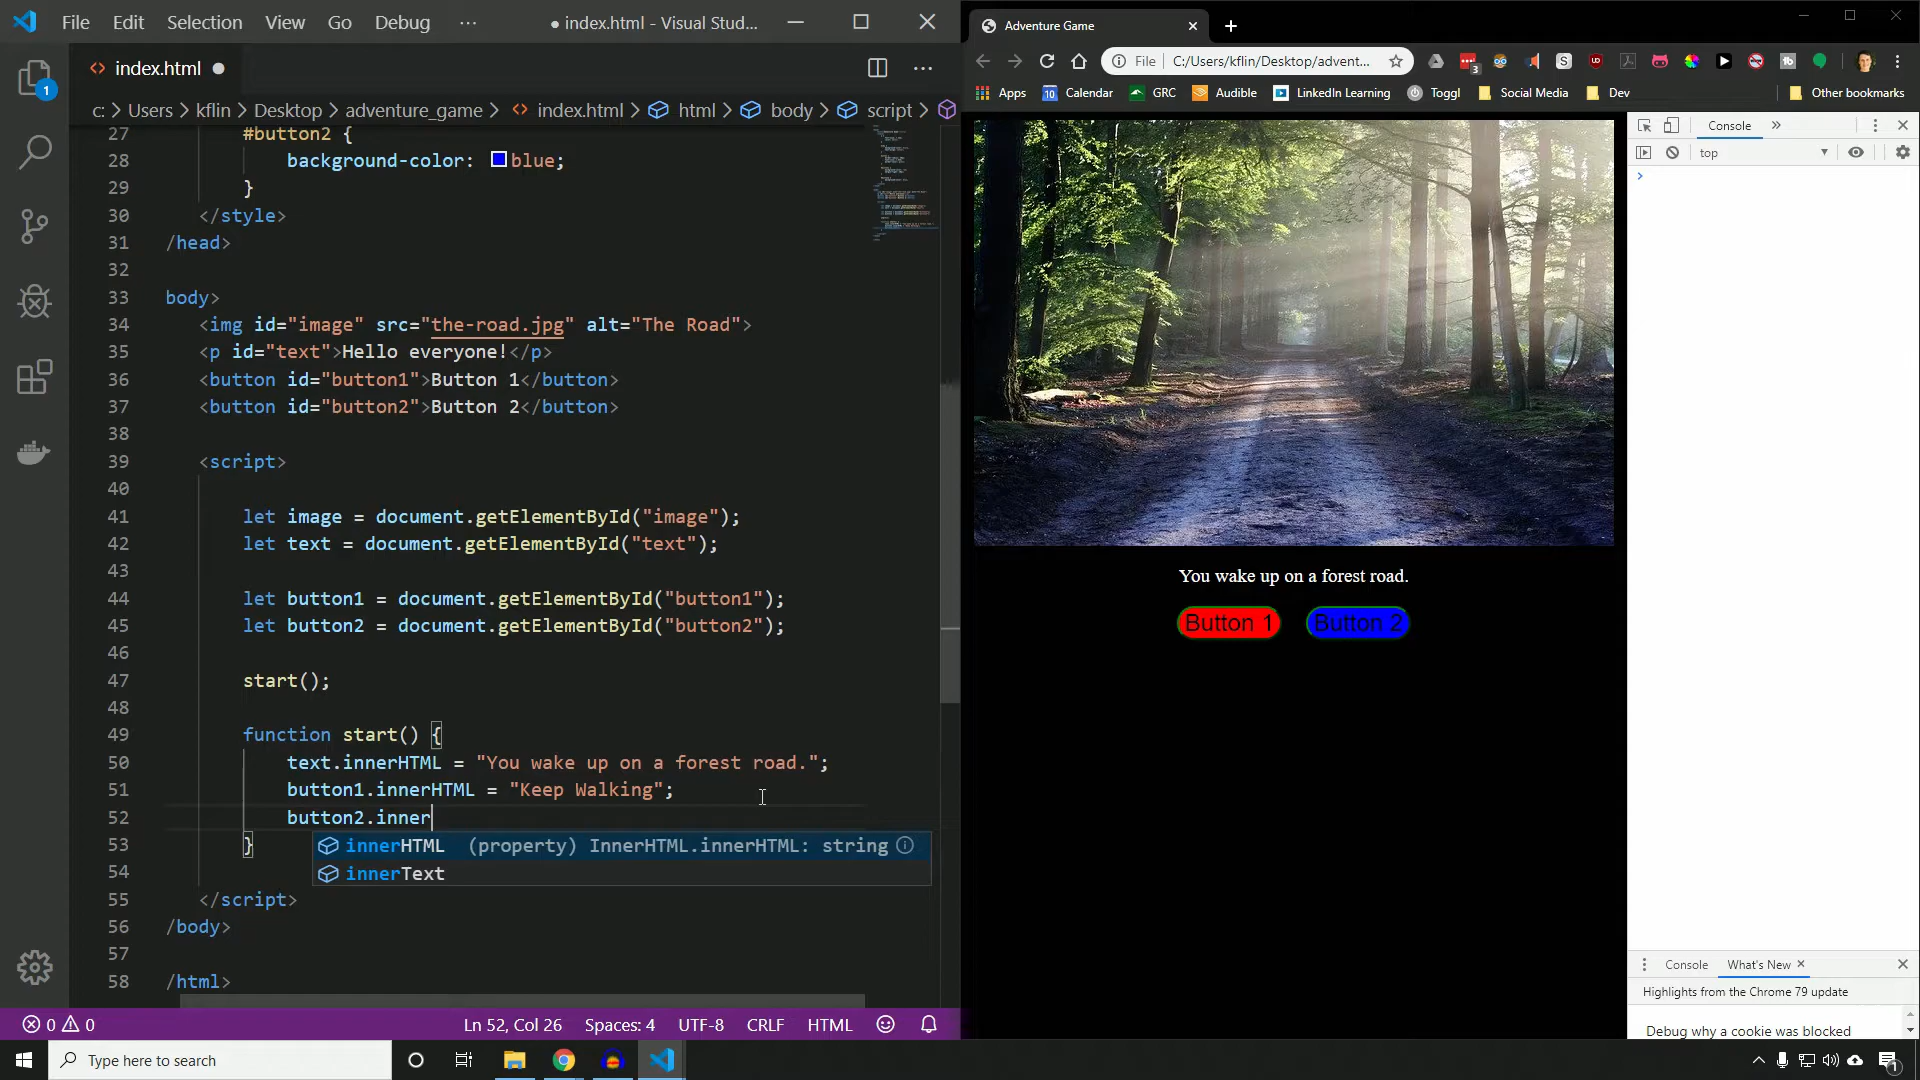 File Edit Selection View Go Debug ··· ● index.html - Visual Stud...
index.html ●
c: > Users > kflin > Desktop > adventure_game > index.html > html > body > script >
27 #button2 {
28 background-color: blue;
29 }
30 </style>
31 /head>
32
33 body>
34 <img id="image" src="the-road.jpg" alt="The Road">
35 <p id="text">Hello everyone!</p>
36 <button id="button1">Button 1</button>
37 <button id="button2">Button 2</button>
38
39 <script>
40
41 let image = document.getElementById("image");
42 let text = document.getElementById("text");
43
44 let button1 = document.getElementById("button1");
45 let button2 = document.getElementById("button2");
46
47 start();
48
49 function start() {
50 text.innerHTML = "You wake up on a forest road.";
51 button1.innerHTML = "Keep Walking";
52 button2.inner
innerHTML (property) InnerHTML.innerHTML: string
innerText
53 }
54
55 </script>
56 /body>
57
58 /html>
0 0 Ln 52, Col 26 Spaces: 4 UTF-8 CRLF HTML
1
Adventure Game
File C:/Users/kflin/Desktop/advent...
3
Apps 10 Calendar GRC Audible LinkedIn Learning Toggl Social Media Dev Other bookmarks
You wake up on a forest road.
Button 1 Button 2
Console
top
Console What's New
Highlights from the Chrome 79 update
Debug why a cookie was blocked
Type here to search
1